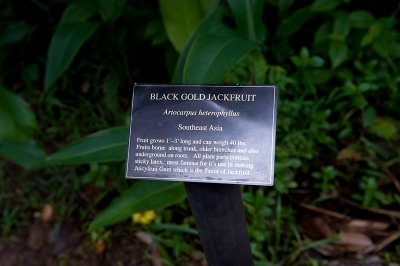 BLACK GOLD JACKFRUIT
Artocarpus heterophyllus
Southeast Asia
Fruit grows 1'-3' long and can weigh 40 lbs.
Fruits borne along trunk, older branches and also
underground on roots. All plant parts contain
sticky latex, most famous for it's use in making
Juicyfruit Gum which is the flavor of Jackfruit.